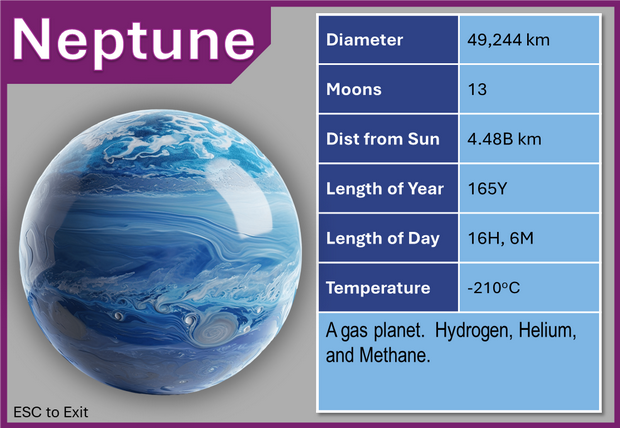 Neptune
Diameter 49,244 km
Moons 13
Dist from Sun 4.48B km
Length of Year 165Y
Length of Day 16H, 6M
Temperature -210°C
A gas planet.  Hydrogen, Helium,
and Methane.
ESC to Exit